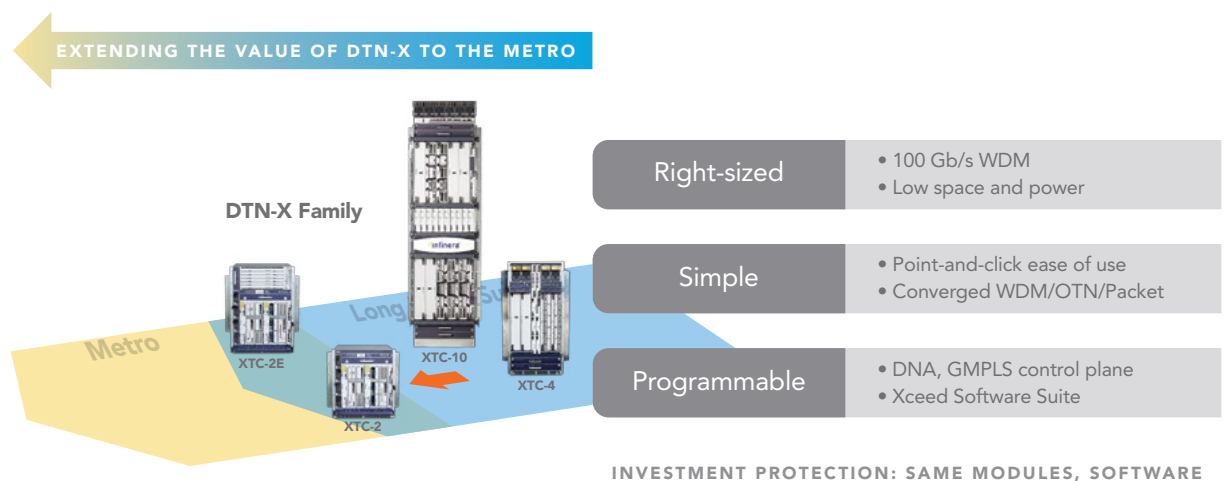 EXTENDING THE VALUE OF DTN-X TO THE METRO
DTN-X Family
infinera
Metro
Long
Su
XTC-2E
XTC-2
XTC-10
XTC-4
Right-sized
• 100 Gb/s WDM
• Low space and power
Simple
• Point-and-click ease of use
• Converged WDM/OTN/Packet
Programmable
• DNA, GMPLS control plane
• Xceed Software Suite
INVESTMENT PROTECTION: SAME MODULES, SOFTWARE